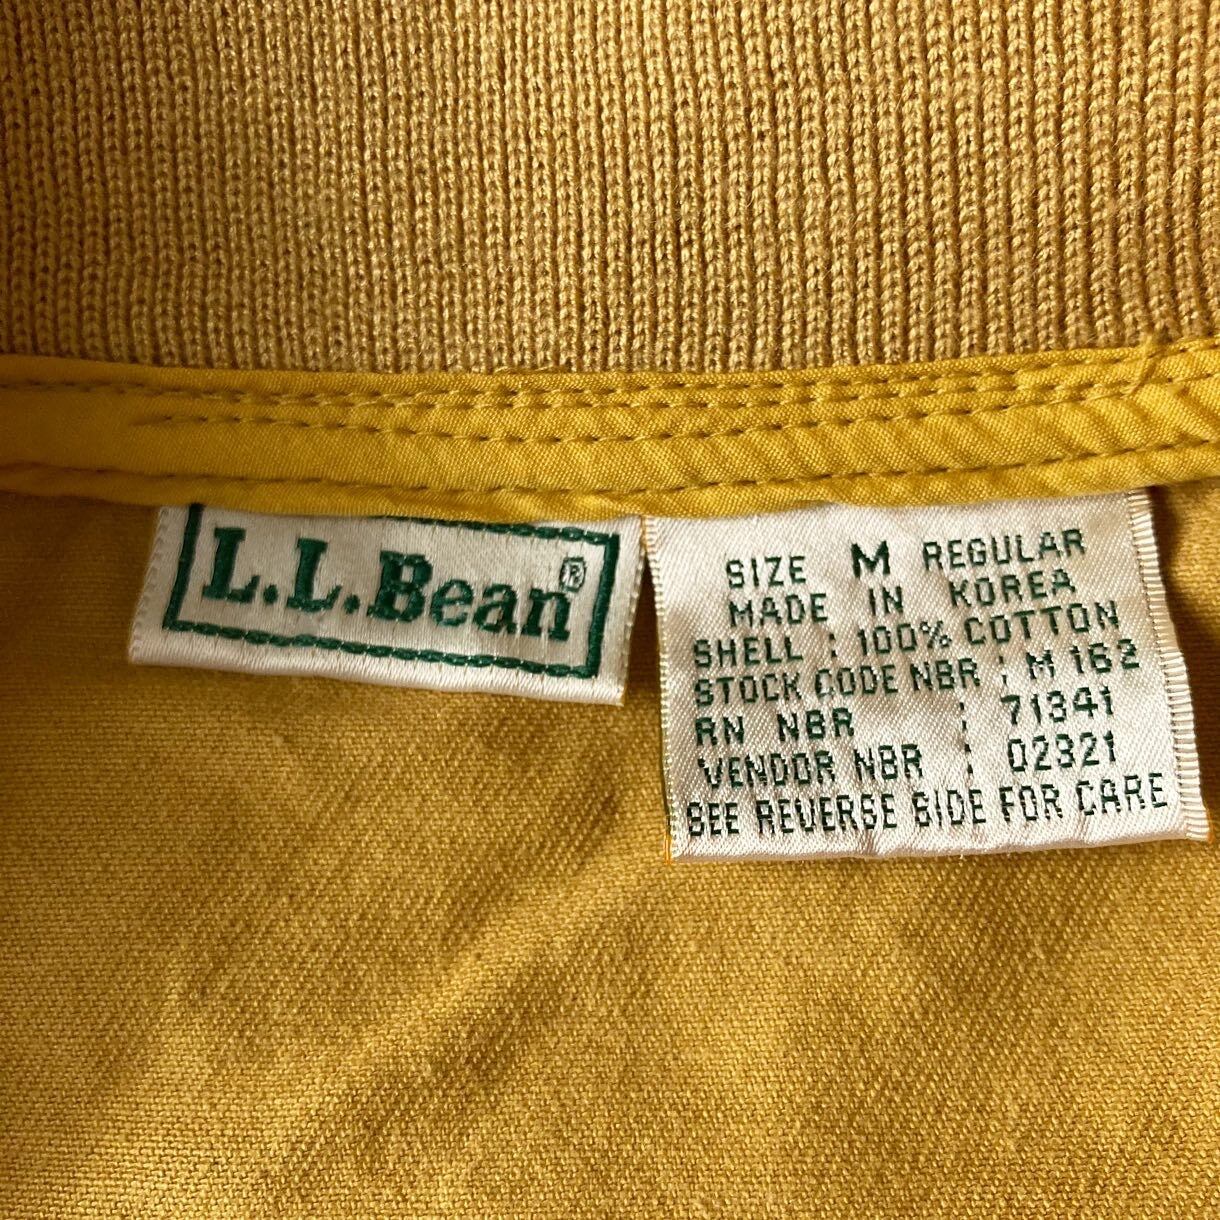 L.L.Bean®
SIZE M REGULAR
MADE IN KOREA
SHELL : 100% COTTON
STOCK CODE NBR : M 162
RN NBR : 71341
VENDOR NBR : 02321
SEE REVERSE SIDE FOR CARE